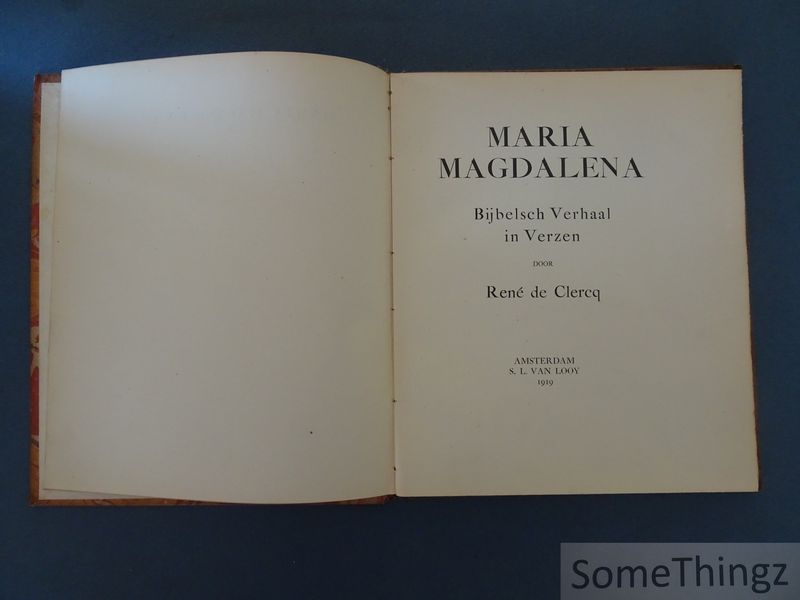 MARIA
MAGDALENA
Bijbelsch Verhaal
in Verzen
DOOR
René de Clercq
AMSTERDAM
S. L. VAN LOOY
1919
SomeThingz